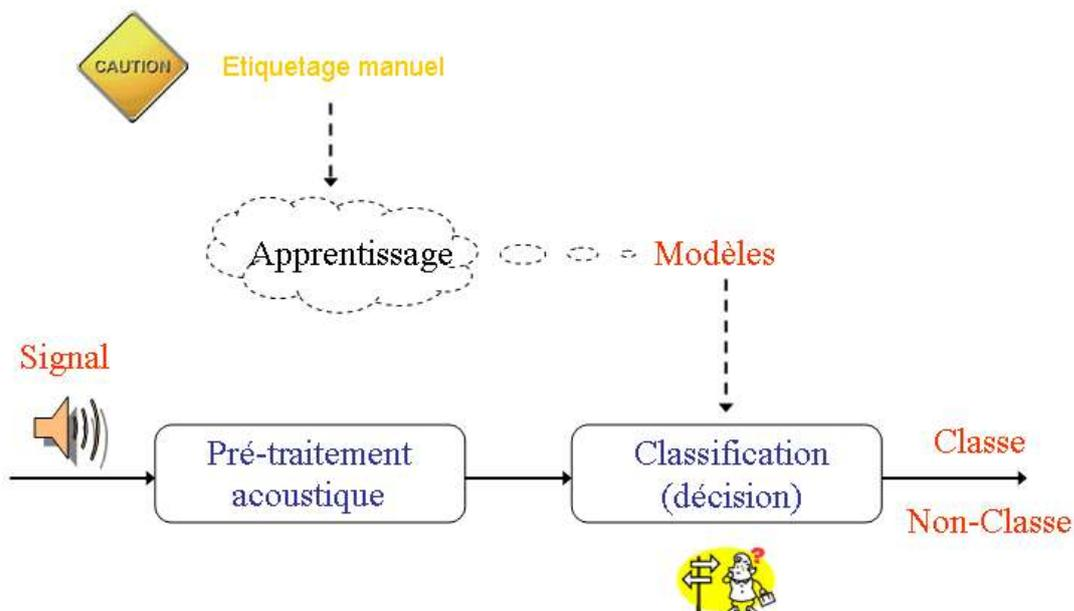 CAUTION
Etiquetage manuel
Apprentissage
Modèles
Signal
Pré-traitement
acoustique
Classification
(décision)
Classe
Non-Classe
?